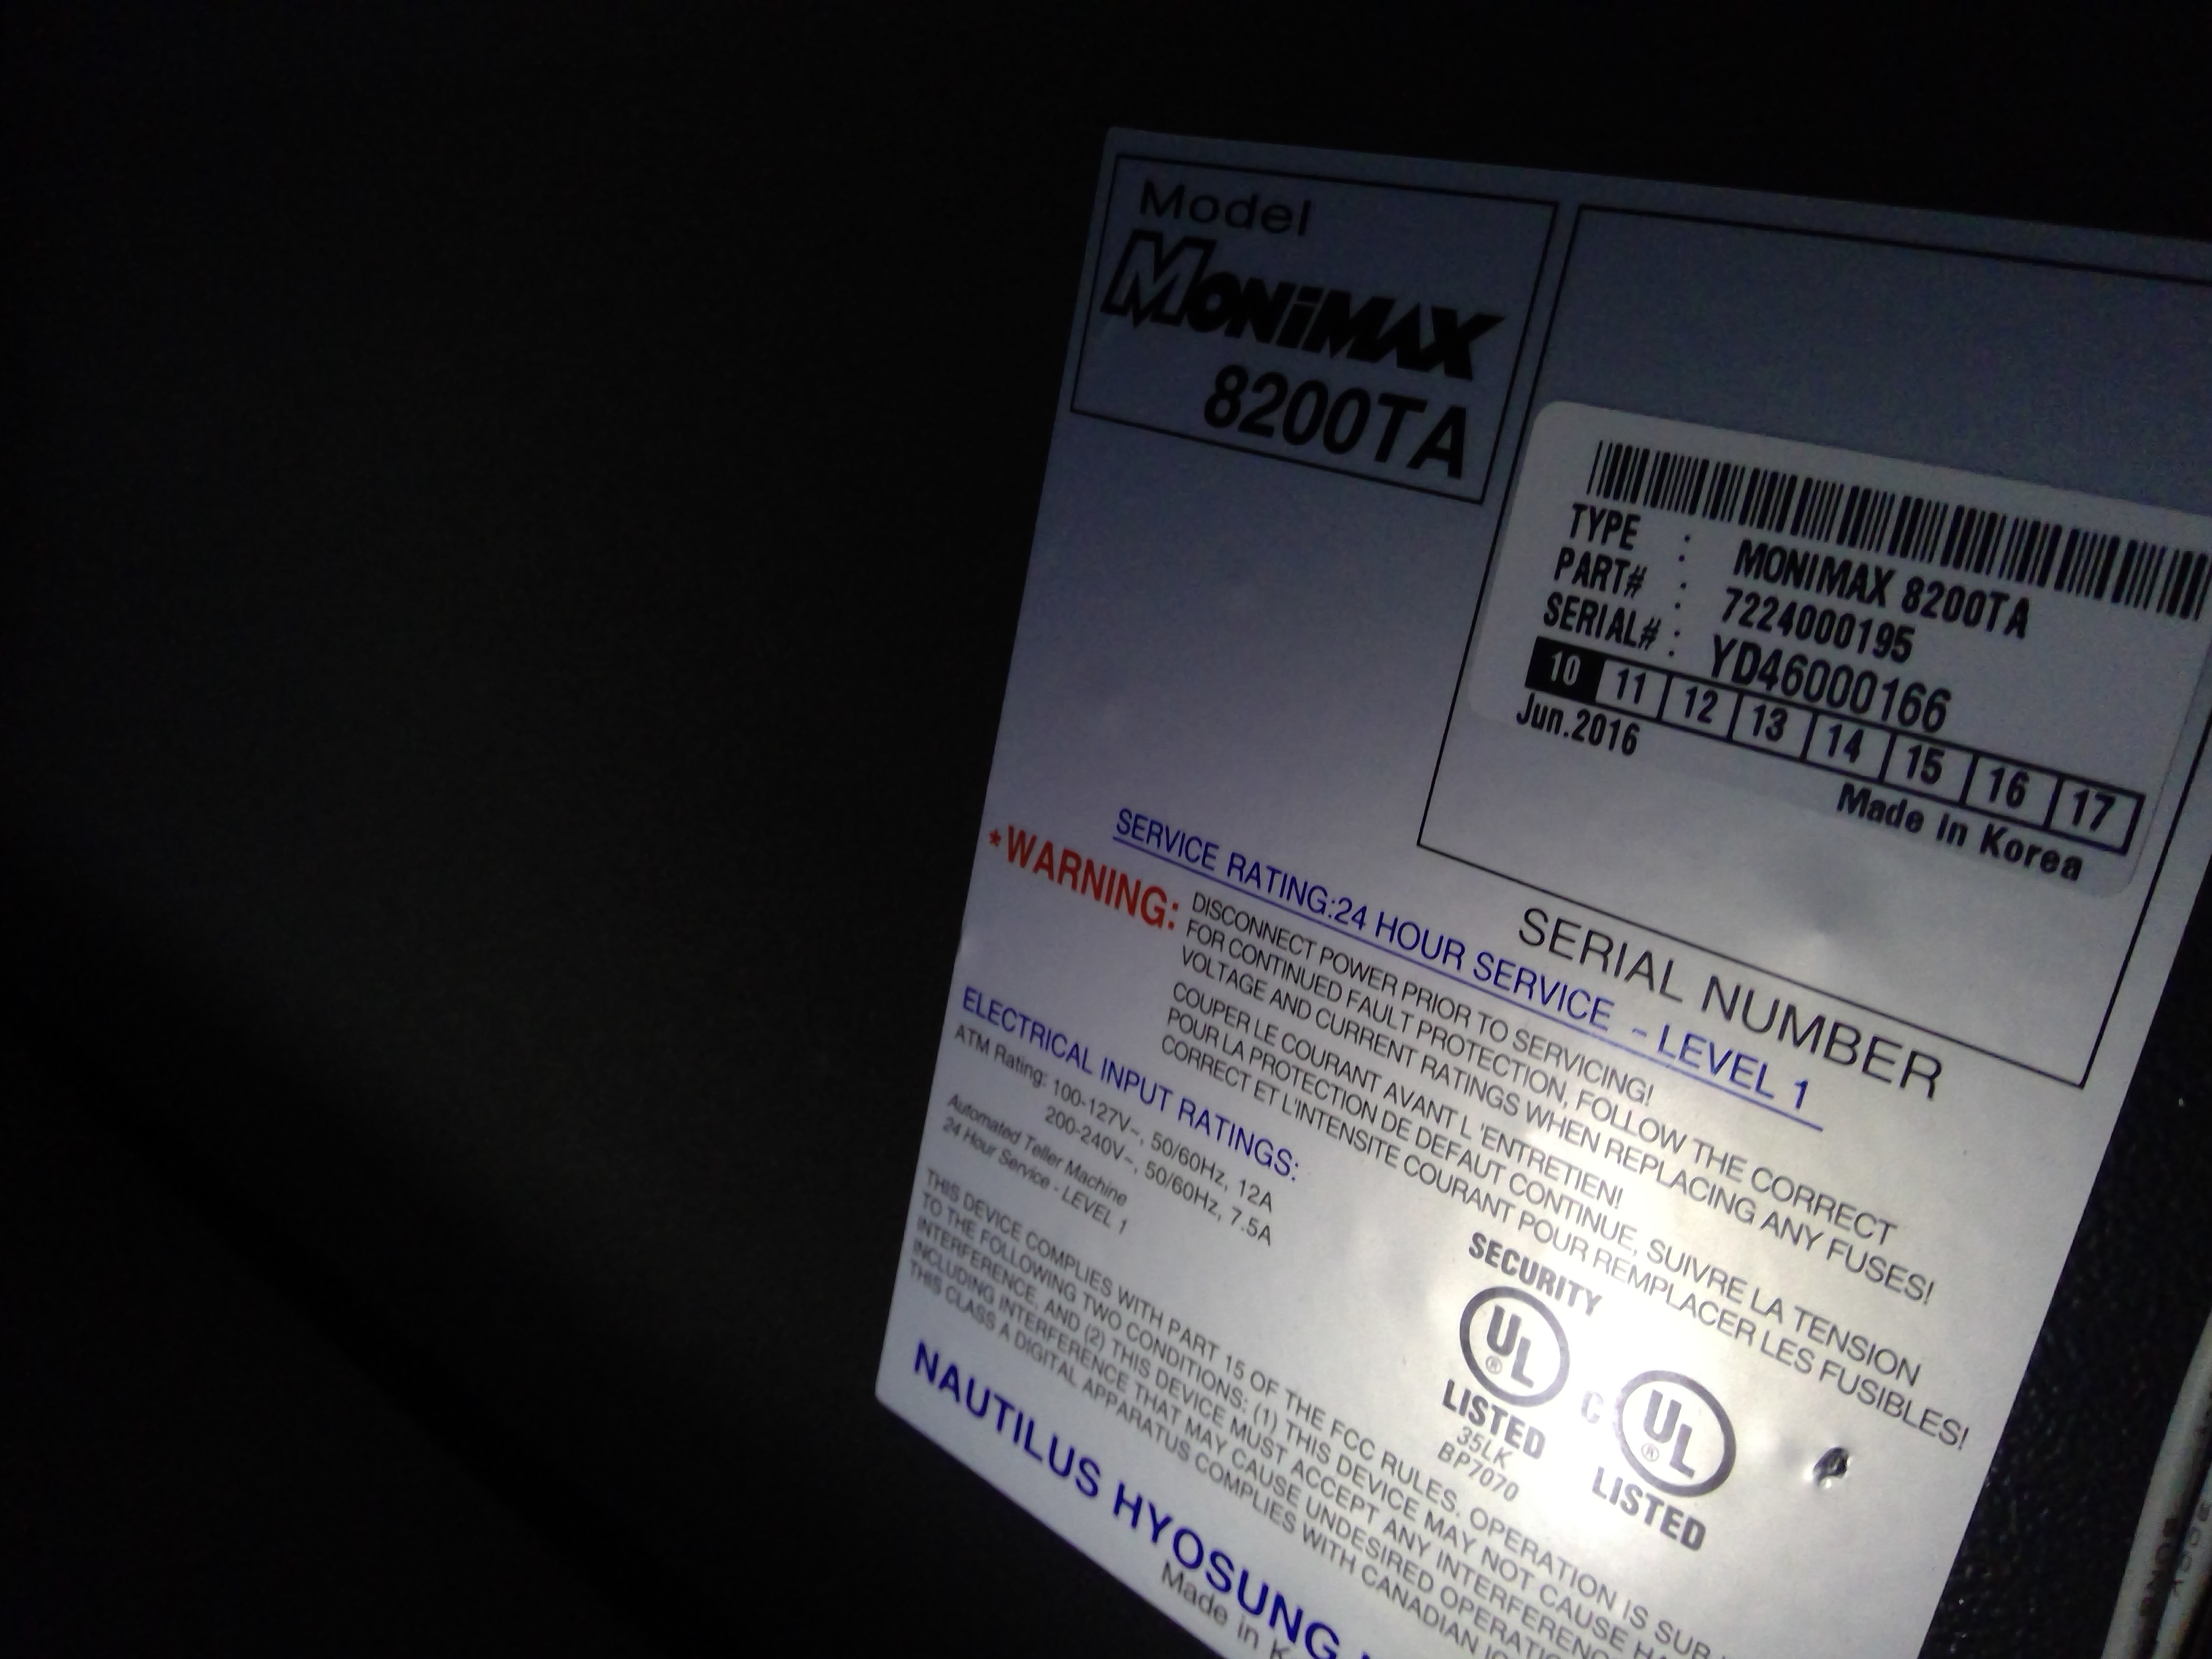 Model
MONiMAX
8200TA
TYPE : MONIMAX 8200TA
PART# : 7224000195
SERIAL# : YD46000166
10 11 12 13 14 15 16 17
Jun.2016
Made in Korea
SERIAL NUMBER
SERVICE RATING:24 HOUR SERVICE - LEVEL 1
*WARNING: DISCONNECT POWER PRIOR TO SERVICING!
FOR CONTINUED FAULT PROTECTION, FOLLOW THE CORRECT
VOLTAGE AND CURRENT RATINGS WHEN REPLACING ANY FUSES!
COUPER LE COURANT AVANT L'ENTRETIEN!
POUR LA PROTECTION DE DEFAUT CONTINUE, SUIVRE LA TENSION
CORRECT ET L'INTENSITE COURANT POUR REMPLACER LES FUSIBLES!
ELECTRICAL INPUT RATINGS:
ATM Rating: 100-127V~, 50/60Hz, 12A
200-240V~, 50/60Hz, 7.5A
Automated Teller Machine
24 Hour Service - LEVEL 1
SECURITY
UL ®
LISTED
35LK
BP7070
C UL ®
LISTED
THIS DEVICE COMPLIES WITH PART 15 OF THE FCC RULES. OPERATION IS SUBJ
TO THE FOLLOWING TWO CONDITIONS: (1) THIS DEVICE MAY NOT CAUSE HA
INTERFERENCE, AND (2) THIS DEVICE MUST ACCEPT ANY INTERFERENC
INCLUDING INTERFERENCE THAT MAY CAUSE UNDESIRED OPERATI
THIS CLASS A DIGITAL APPARATUS COMPLIES WITH CANADIAN IC
NAUTILUS HYOSUNG
Made in K